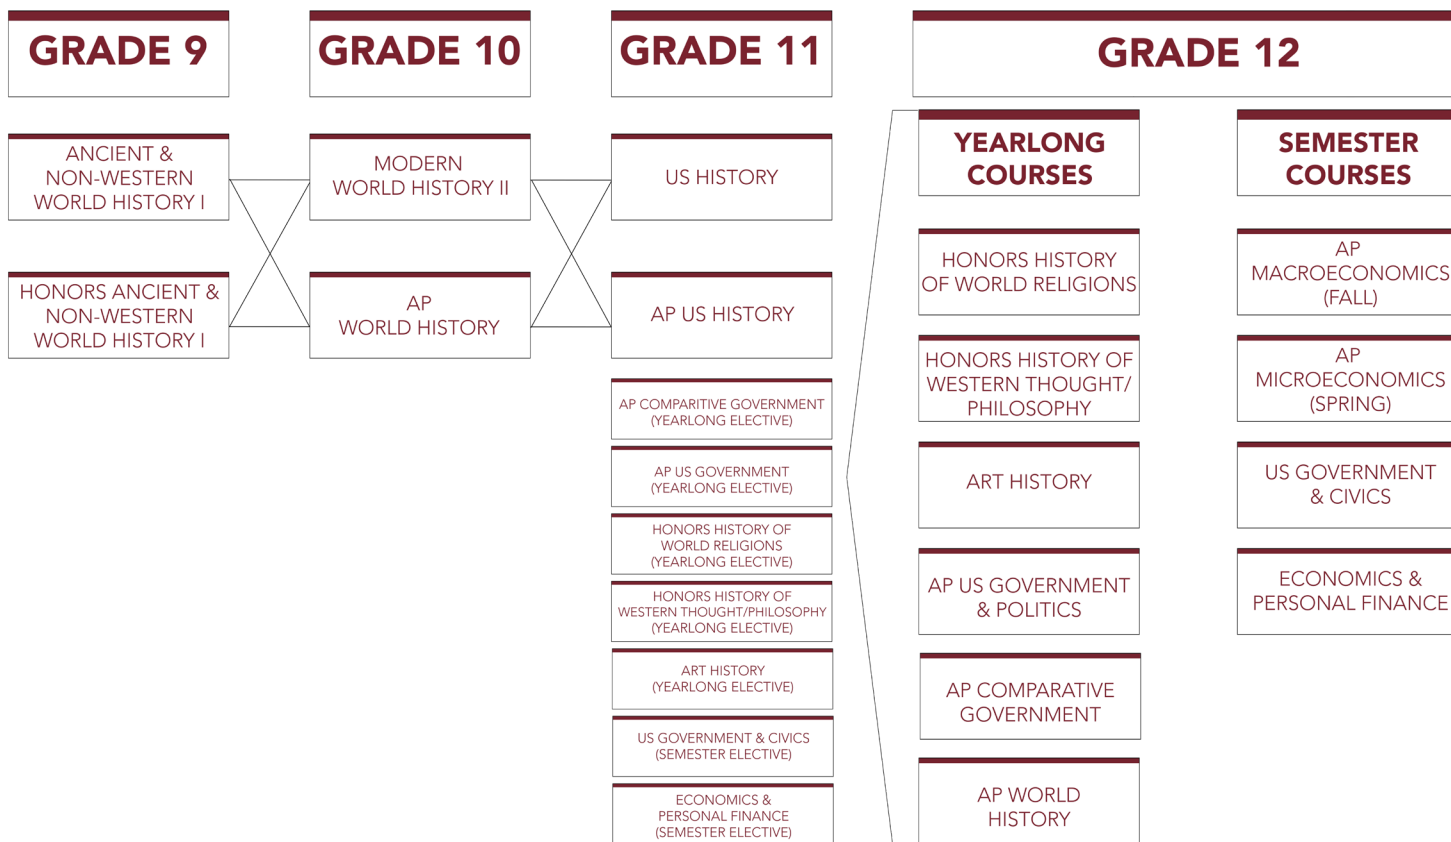 GRADE 9
GRADE 10
GRADE 11
GRADE 12
ANCIENT &
NON-WESTERN
WORLD HISTORY I
HONORS ANCIENT &
NON-WESTERN
WORLD HISTORY I
MODERN
WORLD HISTORY II
AP
WORLD HISTORY
US HISTORY
AP US HISTORY
AP COMPARITIVE GOVERNMENT
(YEARLONG ELECTIVE)
AP US GOVERNMENT
(YEARLONG ELECTIVE)
HONORS HISTORY OF
WORLD RELIGIONS
(YEARLONG ELECTIVE)
HONORS HISTORY OF
WESTERN THOUGHT/PHILOSOPHY
(YEARLONG ELECTIVE)
ART HISTORY
(YEARLONG ELECTIVE)
US GOVERNMENT & CIVICS
(SEMESTER ELECTIVE)
ECONOMICS &
PERSONAL FINANCE
(SEMESTER ELECTIVE)
YEARLONG
COURSES
HONORS HISTORY
OF WORLD RELIGIONS
HONORS HISTORY OF
WESTERN THOUGHT/
PHILOSOPHY
ART HISTORY
AP US GOVERNMENT
& POLITICS
AP COMPARATIVE
GOVERNMENT
AP WORLD
HISTORY
SEMESTER
COURSES
AP
MACROECONOMICS
(FALL)
AP
MICROECONOMICS
(SPRING)
US GOVERNMENT
& CIVICS
ECONOMICS &
PERSONAL FINANCE